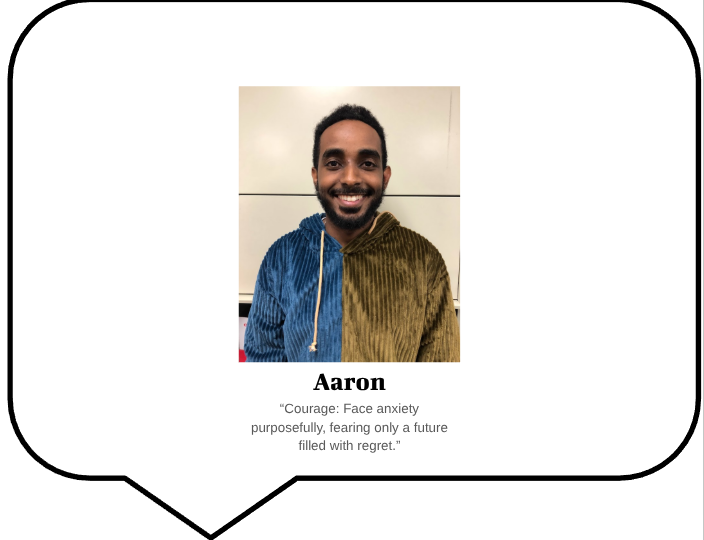 Aaron
“Courage: Face anxiety
purposefully, fearing only a future
filled with regret.”